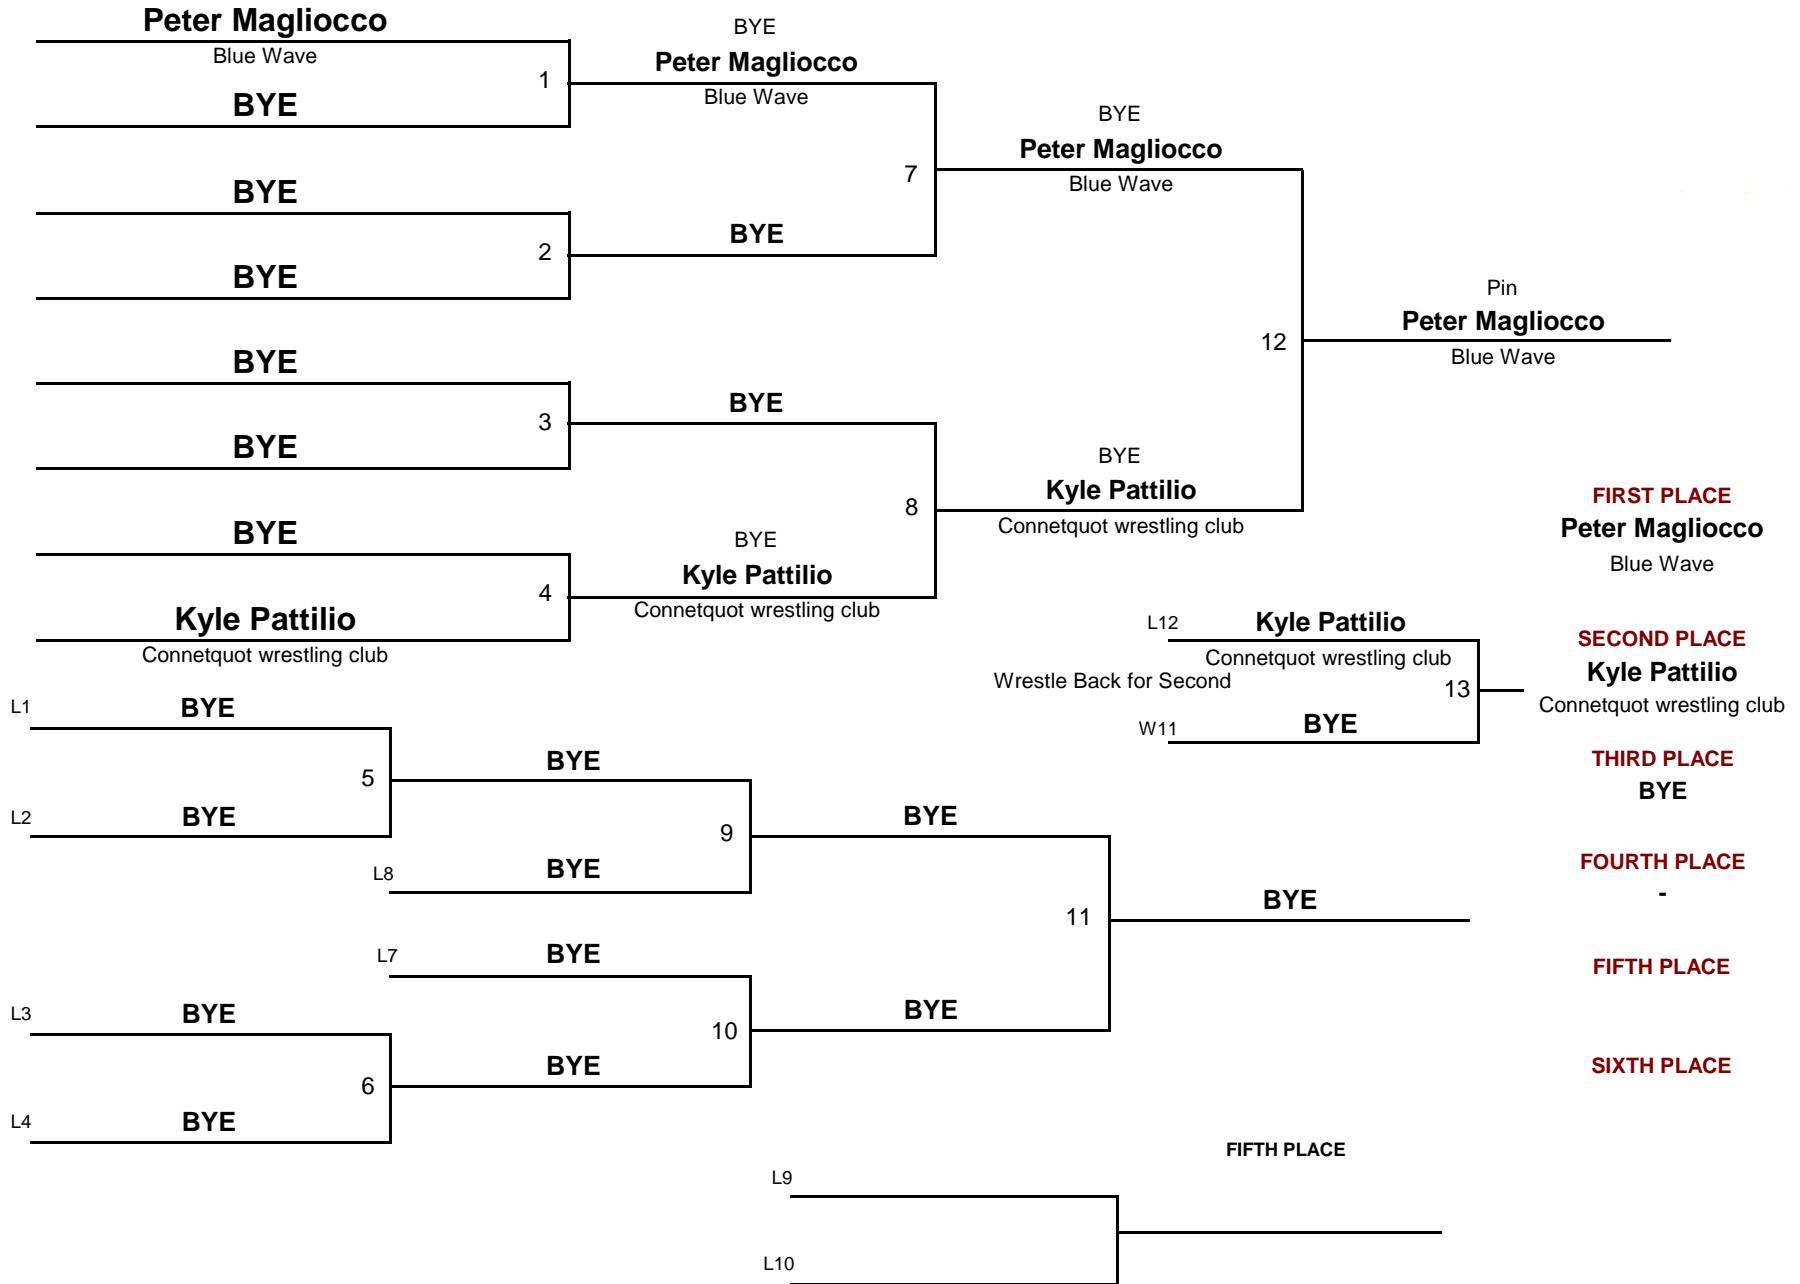 Peter Magliocco
Blue Wave
1
BYE
BYE
2
BYE
BYE
3
BYE
BYE
4
Kyle Pattilio
Connetquot wrestling club
BYE
Peter Magliocco
Blue Wave
7
BYE
BYE
8
BYE
Kyle Pattilio
Connetquot wrestling club
BYE
Peter Magliocco
Blue Wave
12
BYE
Kyle Pattilio
Connetquot wrestling club
Pin
Peter Magliocco
Blue Wave
L12
Kyle Pattilio
Connetquot wrestling club
Wrestle Back for Second
13
W11
BYE
FIRST PLACE
Peter Magliocco
Blue Wave
SECOND PLACE
Kyle Pattilio
Connetquot wrestling club
THIRD PLACE
BYE
FOURTH PLACE
-
FIFTH PLACE
SIXTH PLACE
L1
BYE
5
L2
BYE
BYE
9
L8
BYE
L7
BYE
10
L3
BYE
6
L4
BYE
BYE
BYE
11
BYE
BYE
FIFTH PLACE
L9
L10